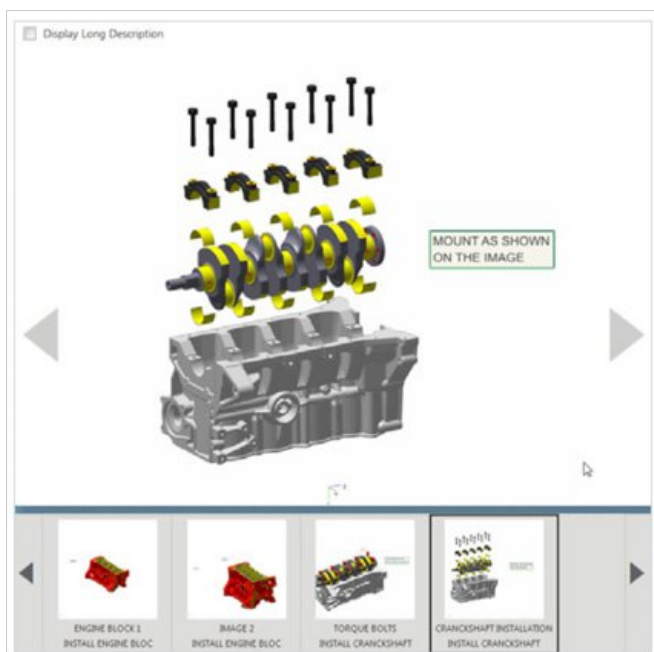 Display Long Description
MOUNT AS SHOWN
ON THE IMAGE
ENGINE BLOCK 1
INSTALL ENGINE BLOC
IMAGE 2
INSTALL ENGINE BLOC
TORQUE BOLTS
INSTALL CRANCKSHAFT
CRANCKSHAFT INSTALLATION
INSTALL CRANCKSHAFT